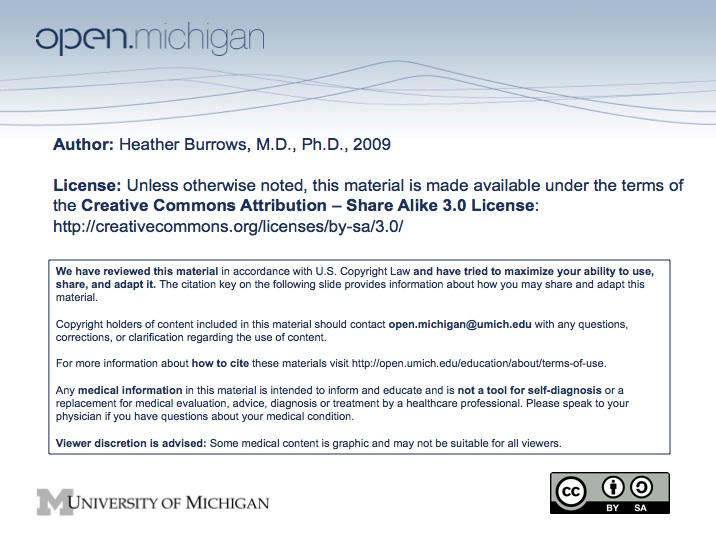 open.michigan
Author: Heather Burrows, M.D., Ph.D., 2009
License: Unless otherwise noted, this material is made available under the terms of
the Creative Commons Attribution – Share Alike 3.0 License:
http://creativecommons.org/licenses/by-sa/3.0/
We have reviewed this material in accordance with U.S. Copyright Law and have tried to maximize your ability to use,
share, and adapt it. The citation key on the following slide provides information about how you may share and adapt this
material.
Copyright holders of content included in this material should contact open.michigan@umich.edu with any questions,
corrections, or clarification regarding the use of content.
For more information about how to cite these materials visit http://open.umich.edu/education/about/terms-of-use.
Any medical information in this material is intended to inform and educate and is not a tool for self-diagnosis or a
replacement for medical evaluation, advice, diagnosis or treatment by a healthcare professional. Please speak to your
physician if you have questions about your medical condition.
Viewer discretion is advised: Some medical content is graphic and may not be suitable for all viewers.
M UNIVERSITY OF MICHIGAN
cc
BY SA